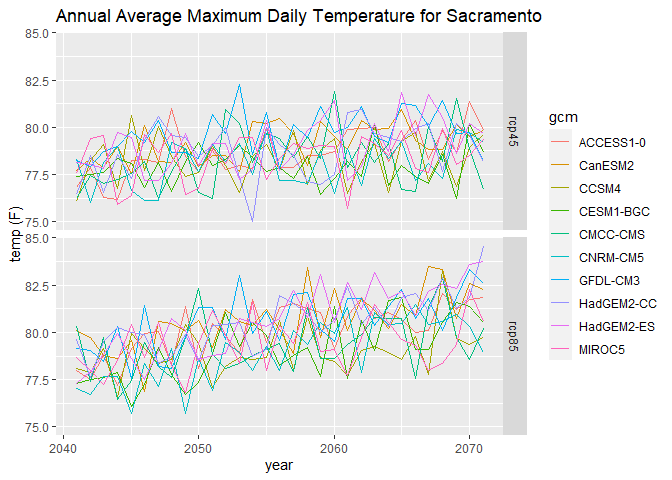 Annual Average Maximum Daily Temperature for Sacramento
85.0
82.5
80.0
77.5
75.0
rcp45
85.0
82.5
80.0
77.5
75.0
rcp85
temp (F)
2040
2050
2060
2070
year
gcm
ACCESS1-0
CanESM2
CCSM4
CESM1-BGC
CMCC-CMS
CNRM-CM5
GFDL-CM3
HadGEM2-CC
HadGEM2-ES
MIROC5